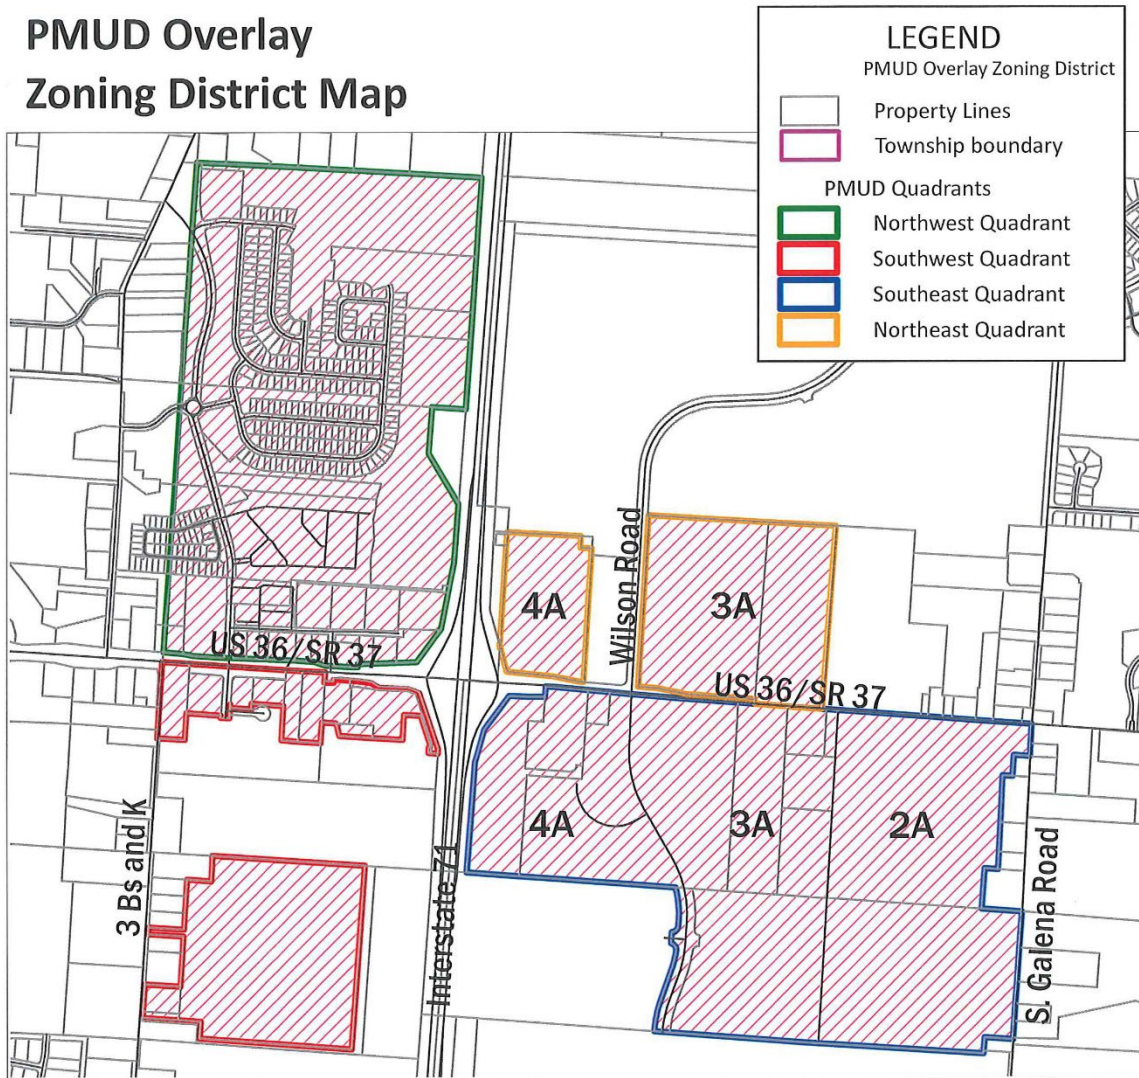 PMUD Overlay
Zoning District Map
LEGEND
PMUD Overlay Zoning District
Property Lines
Township boundary
PMUD Quadrants
Northwest Quadrant
Southwest Quadrant
Southeast Quadrant
Northeast Quadrant
4A
Wilson Road
3A
US 36/SR 37
US 36/SR 37
4A
3A
2A
3 Bs and K
Interstate 71
S. Galena Road